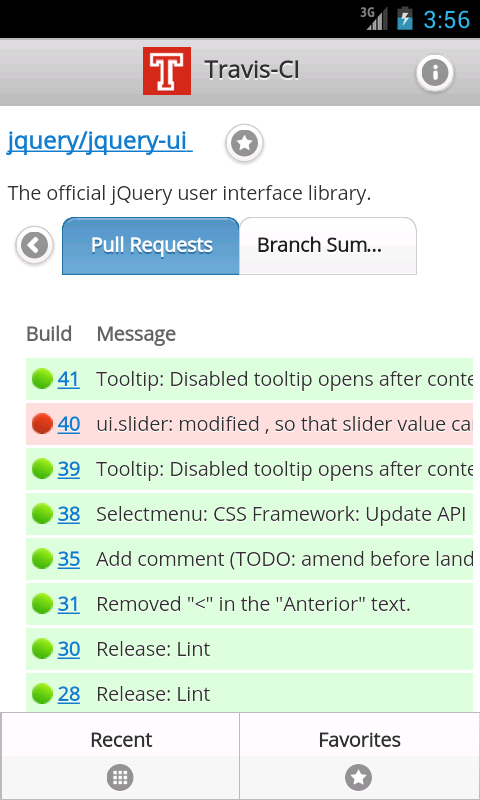 3G 3:56
T Travis-CI
jquery/jquery-ui
The official jQuery user interface library.
Pull Requests Branch Sum...
Build Message
41 Tooltip: Disabled tooltip opens after conte
40 ui.slider: modified , so that slider value ca
39 Tooltip: Disabled tooltip opens after conte
38 Selectmenu: CSS Framework: Update API
35 Add comment (TODO: amend before land
31 Removed "<" in the "Anterior" text.
30 Release: Lint
28 Release: Lint
Recent Favorites